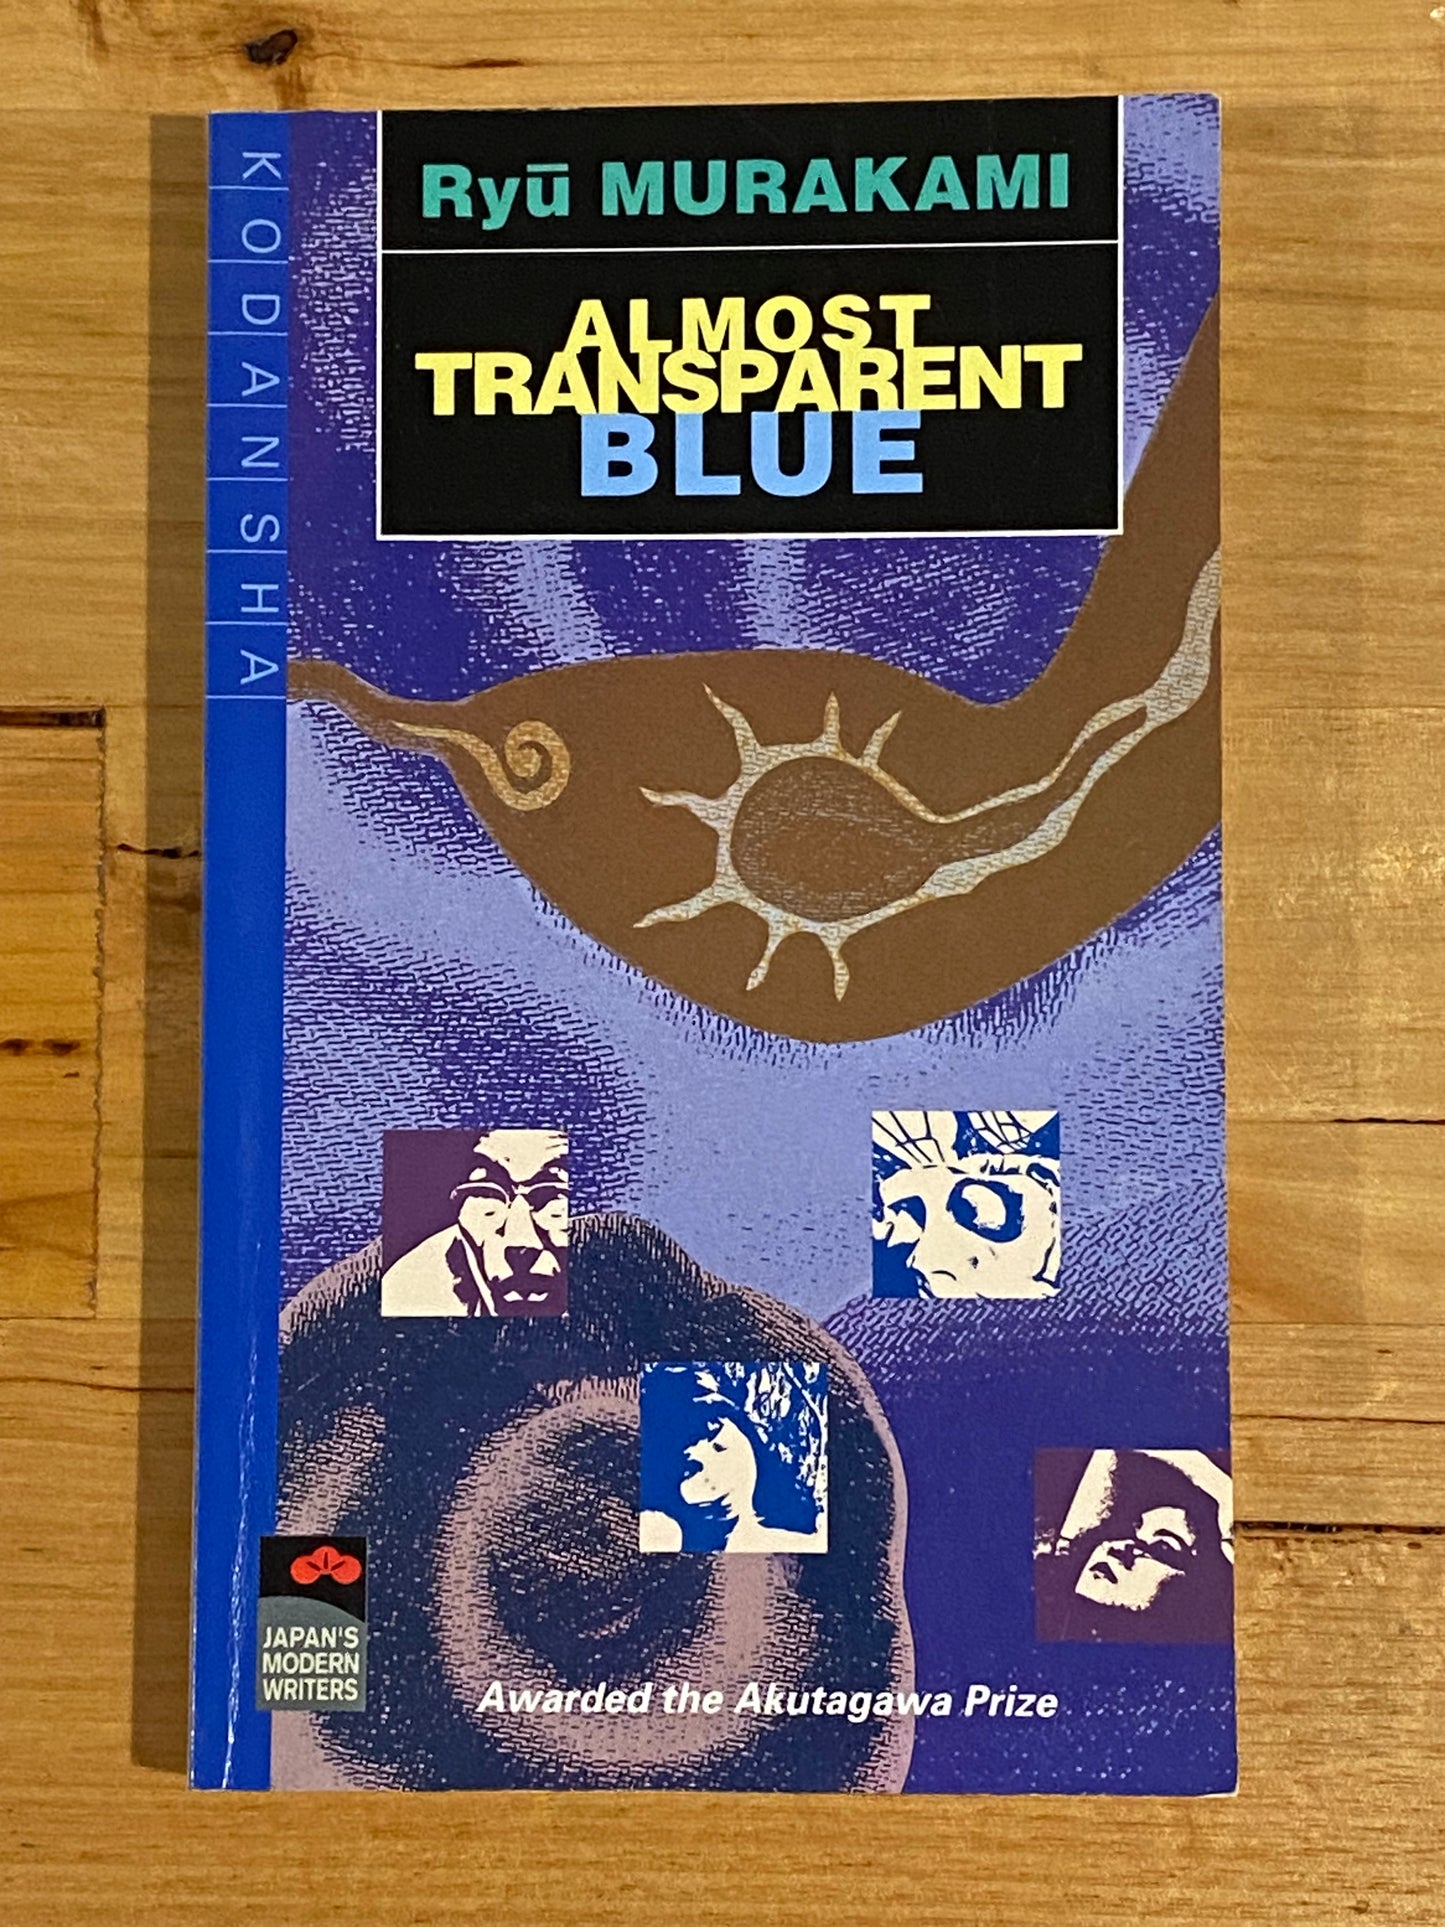 KODANSHA
Ryū MURAKAMI
ALMOST
TRANSPARENT
BLUE
JAPAN'S
MODERN
WRITERS
Awarded the Akutagawa Prize